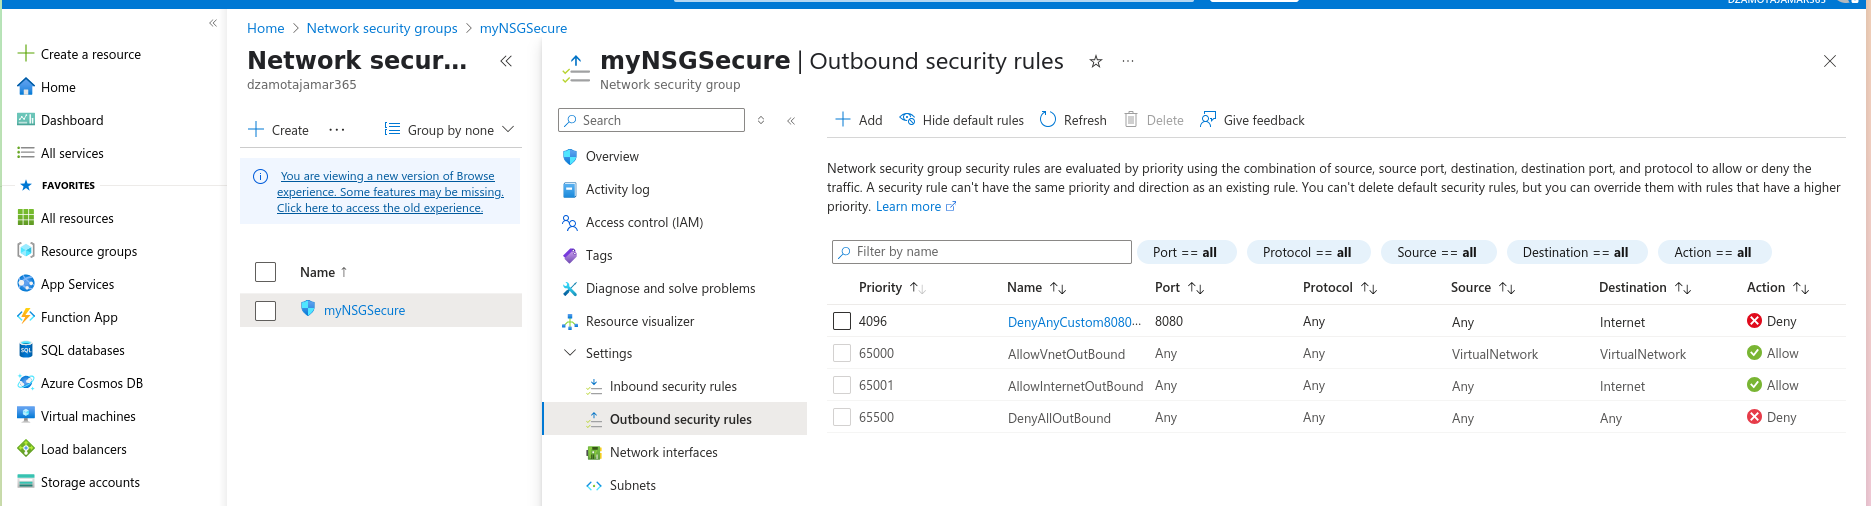 DZAMOTAJAMAR365
Home > Network security groups > myNSGSecure
Create a resource
Home
Dashboard
All services
FAVORITES
All resources
Resource groups
App Services
Function App
SQL databases
Azure Cosmos DB
Virtual machines
Load balancers
Storage accounts
Network secur...
dzamotajamar365
Create
Group by none
You are viewing a new version of Browse
experience. Some features may be missing.
Click here to access the old experience.
Name ↑
myNSGSecure
myNSGSecure | Outbound security rules
Network security group
Search
Overview
Activity log
Access control (IAM)
Tags
Diagnose and solve problems
Resource visualizer
Settings
Inbound security rules
Outbound security rules
Network interfaces
Subnets
Add Hide default rules Refresh Delete Give feedback
Network security group security rules are evaluated by priority using the combination of source, source port, destination, destination port, and protocol to allow or deny the
traffic. A security rule can't have the same priority and direction as an existing rule. You can't delete default security rules, but you can override them with rules that have a higher
priority. Learn more
Filter by name Port == all Protocol == all Source == all Destination == all Action == all
Priority ↑↓ Name ↑↓ Port ↑↓ Protocol ↑↓ Source ↑↓ Destination ↑↓ Action ↑↓
4096 DenyAnyCustom8080... 8080 Any Any Internet Deny
65000 AllowVnetOutBound Any Any VirtualNetwork VirtualNetwork Allow
65001 AllowInternetOutBound Any Any Any Internet Allow
65500 DenyAllOutBound Any Any Any Any Deny